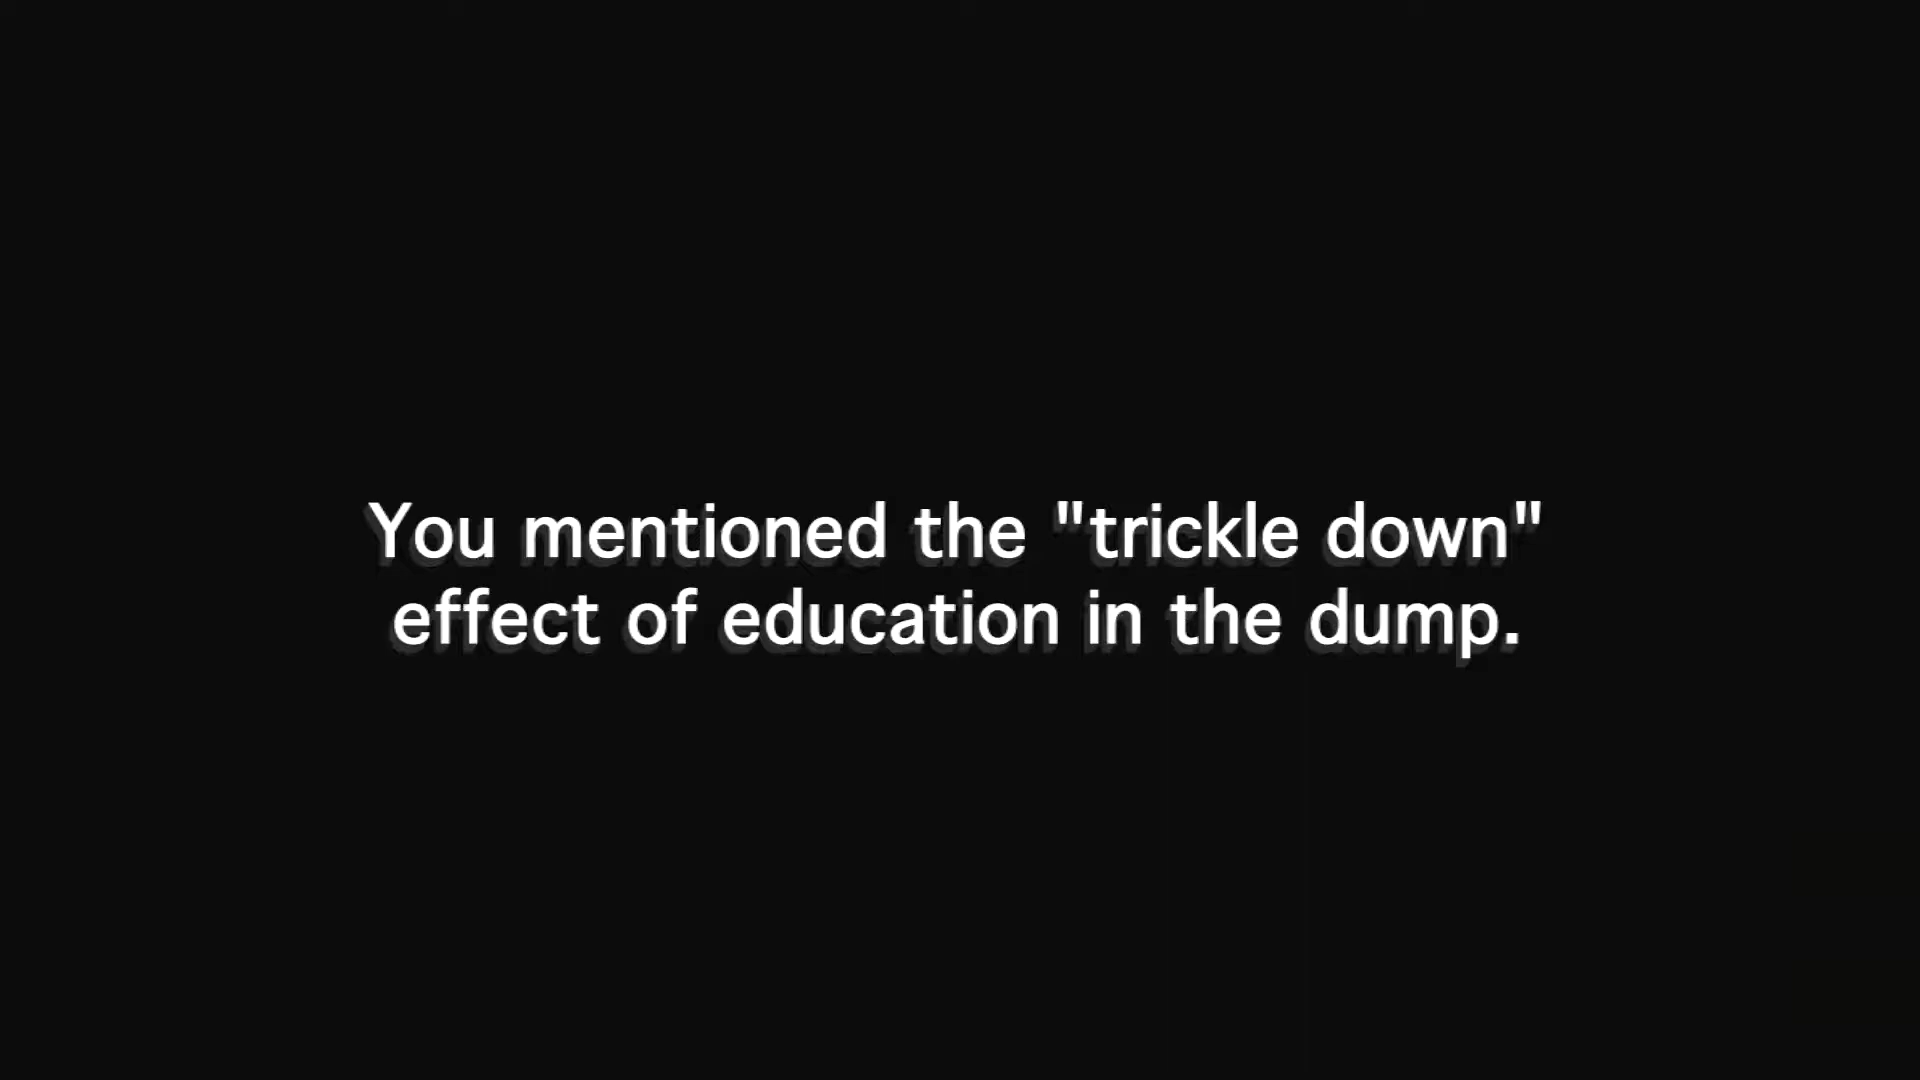 You mentioned the "trickle down"
effect of education in the dump.